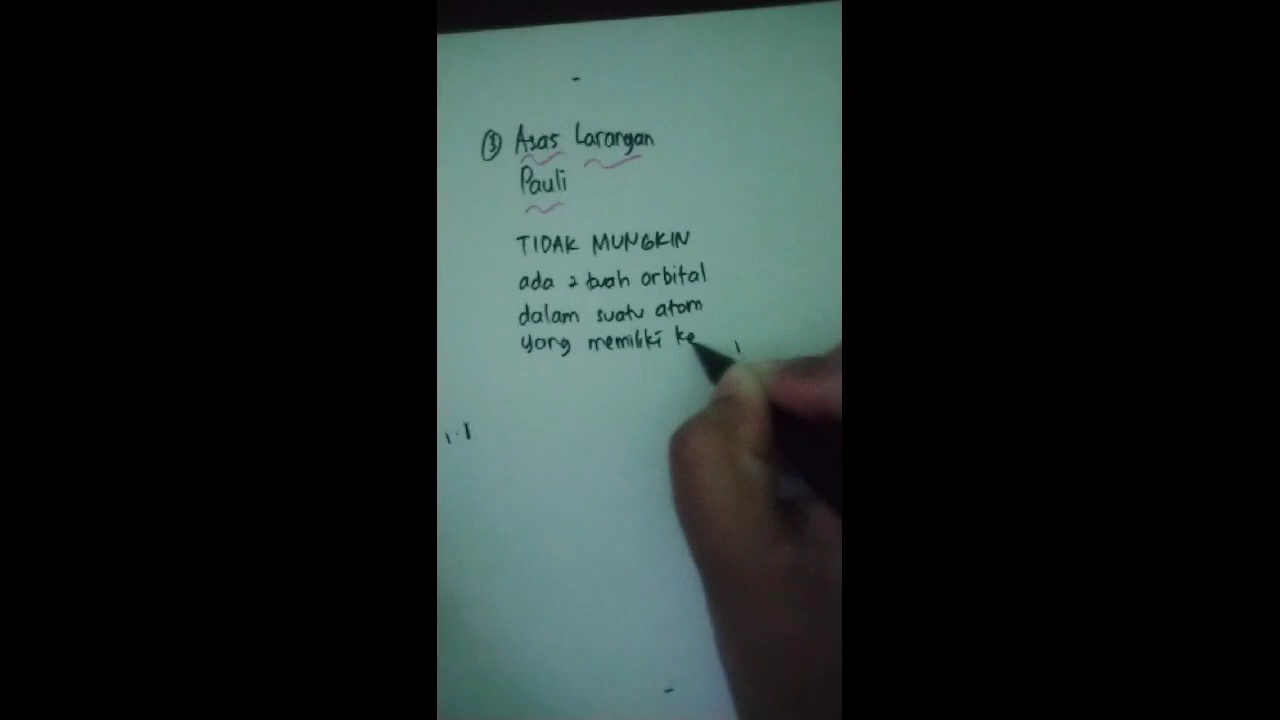 ③ Asas Larangan
Pauli
TIDAK MUNGKIN
ada 2 buah orbital
dalam suatu atom
yang memiliki ke